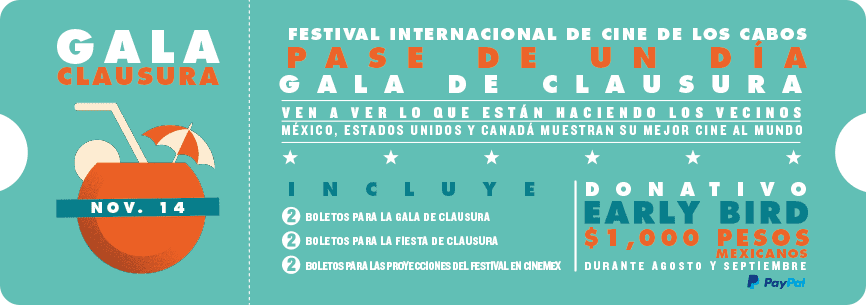 GALA
CLAUSURA
NOV. 14
FESTIVAL INTERNACIONAL DE CINE DE LOS CABOS
PASE DE UN DÍA
GALA DE CLAUSURA
VEN A VER LO QUE ESTÁN HACIENDO LOS VECINOS
MÉXICO, ESTADOS UNIDOS Y CANADÁ MUESTRAN SU MEJOR CINE AL MUNDO
INCLUYE
2 BOLETOS PARA LA GALA DE CLAUSURA
2 BOLETOS PARA LA FIESTA DE CLAUSURA
2 BOLETOS PARA LAS PROYECCIONES DEL FESTIVAL EN CINEMEX
DONATIVO
EARLY BIRD
$1,000 PESOS
MEXICANOS
DURANTE AGOSTO Y SEPTIEMBRE
PayPal